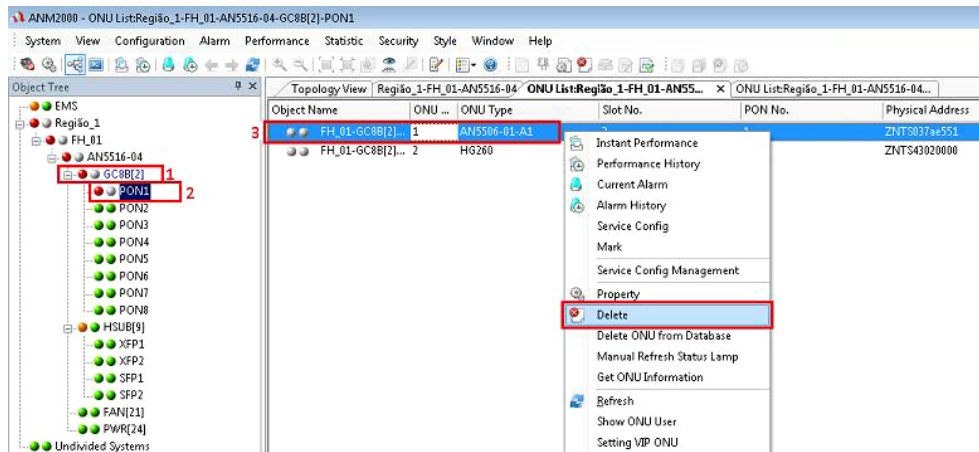 ANM2000 - ONU List:Região_1-FH_01-AN5516-04-GC8B[2]-PON1
System View Configuration Alarm Performance Statistic Security Style Window Help
Object Tree
Topology View Região_1-FH_01-AN5516-04 ONU List:Região_1-FH_01-AN55... x ONU List:Região_1-FH_01-AN5516-04...
EMS
Região_1
FH_01
AN5516-04
GC8B[2] 1
PON1 2
PON2
PON3
PON4
PON5
PON6
PON7
PON8
HSUB[9]
XFP1
XFP2
SFP1
SFP2
FAN[21]
PWR[24]
Undivided Systems
Object Name ONU ... ONU Type Slot No. PON No. Physical Address
3 FH_01-GC8B[2]... 1 AN5506-01-A1 ZNTS037ae551
FH_01-GC8B[2]... 2 HG260 ZNTS43020000
Instant Performance
Performance History
Current Alarm
Alarm History
Service Config
Mark
Service Config Management
Property
Delete
Delete ONU from Database
Manual Refresh Status Lamp
Get ONU Information
Refresh
Show ONU User
Setting VIP ONU